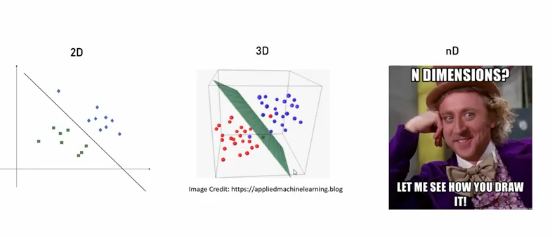 2D
3D
nD
Image Credit: https://appliedmachinelearning.blog
N DIMENSIONS?
LET ME SEE HOW YOU DRAW
IT!